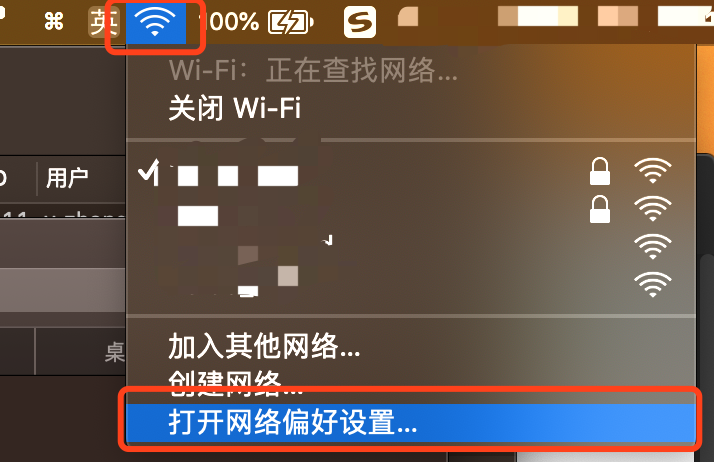 ⌘ 英 100% S
Wi-Fi：正在查找网络...
关闭 Wi-Fi
用户
加入其他网络...
桌
创建网络...
打开网络偏好设置...